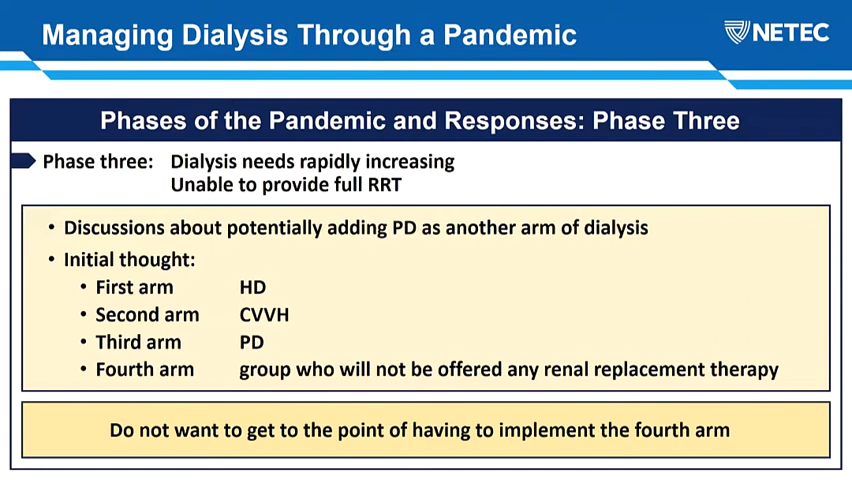 Managing Dialysis Through a Pandemic
NETEC
Phases of the Pandemic and Responses: Phase Three
Phase three: Dialysis needs rapidly increasing
Unable to provide full RRT
• Discussions about potentially adding PD as another arm of dialysis
• Initial thought:
• First arm HD
• Second arm CVVH
• Third arm PD
• Fourth arm group who will not be offered any renal replacement therapy
Do not want to get to the point of having to implement the fourth arm